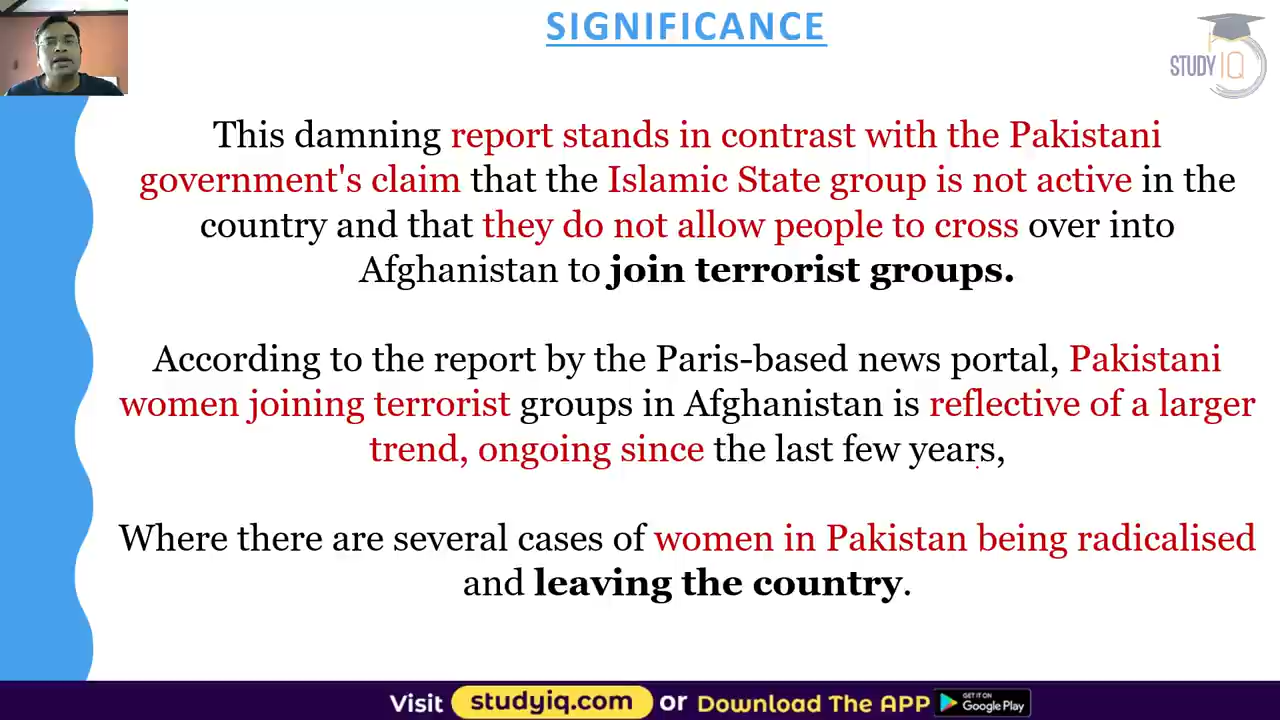 SIGNIFICANCE
STUDY IQ
This damning report stands in contrast with the Pakistani
government's claim that the Islamic State group is not active in the
country and that they do not allow people to cross over into
Afghanistan to join terrorist groups.
According to the report by the Paris-based news portal, Pakistani
women joining terrorist groups in Afghanistan is reflective of a larger
trend, ongoing since the last few years,
Where there are several cases of women in Pakistan being radicalised
and leaving the country.
Visit studyiq.com or Download The APP GET IT ON Google Play